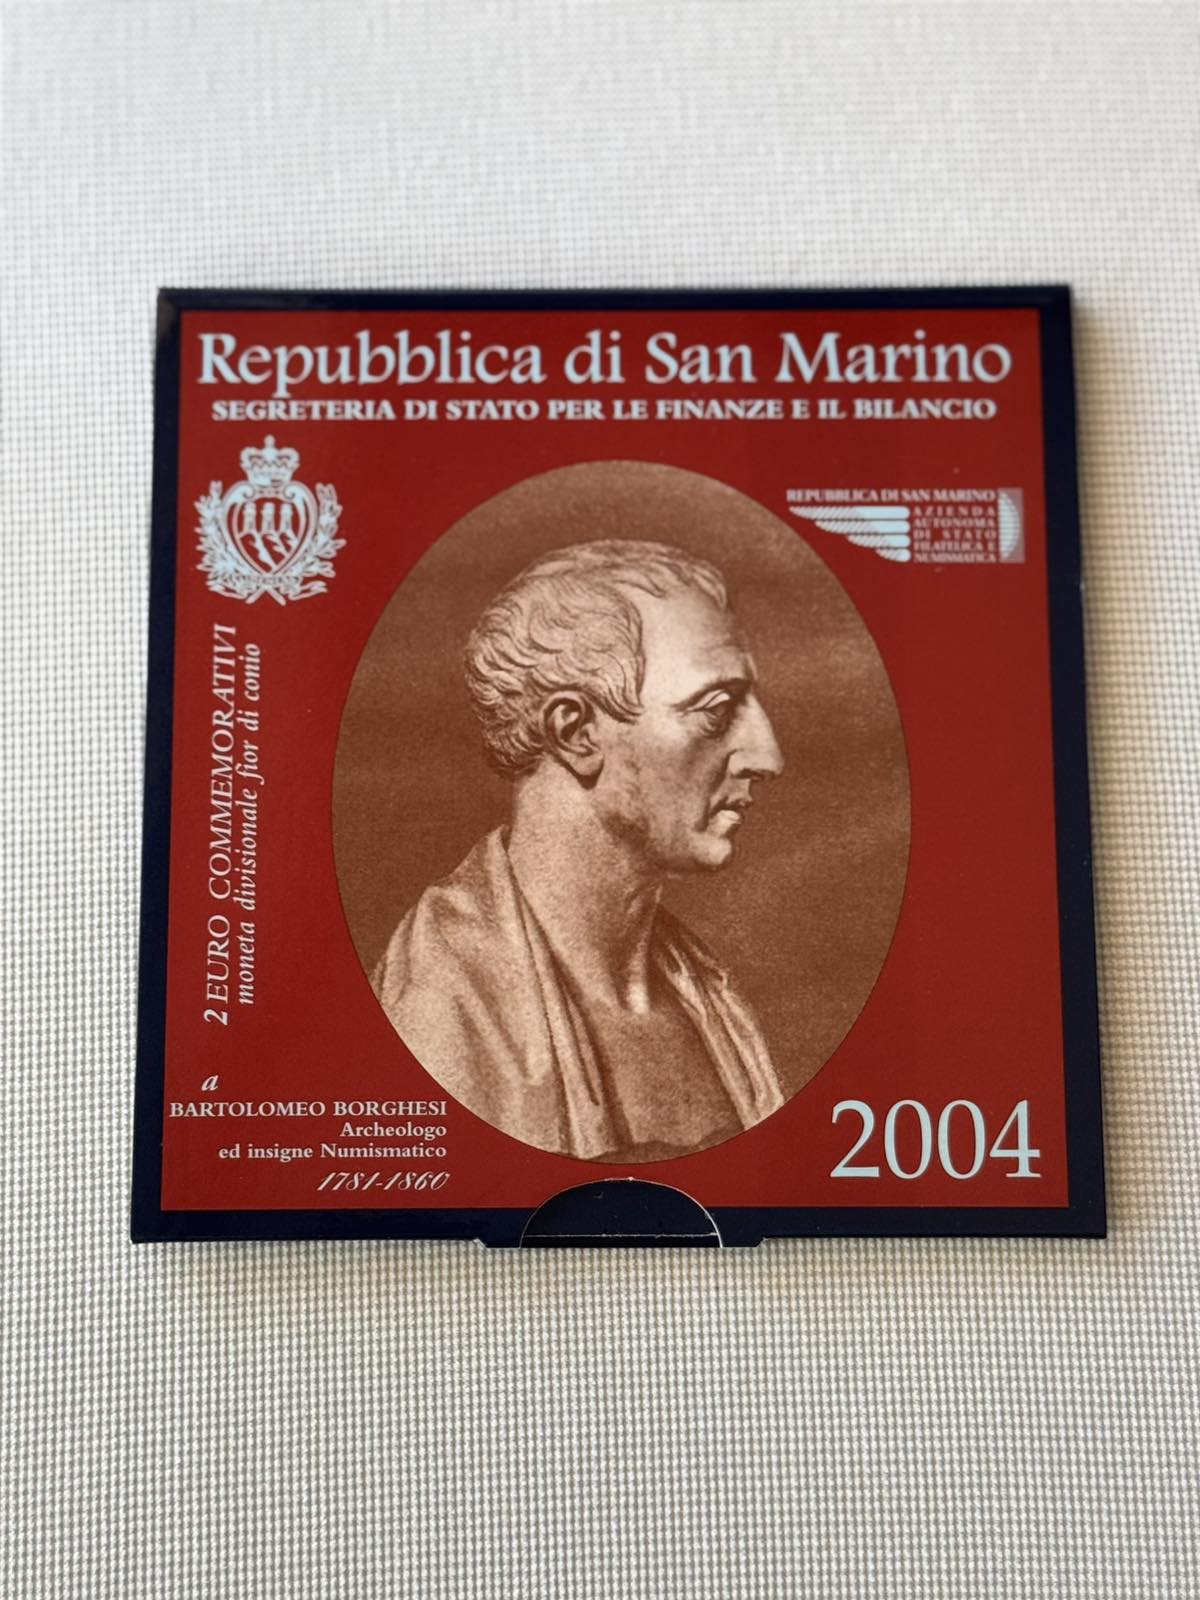 Repubblica di San Marino
SEGRETERIA DI STATO PER LE FINANZE E IL BILANCIO
REPUBBLICA DI SAN MARINO
AZIENDA
AUTONOMA
DI STATO
FILATELICA E
NUMISMATICA
2 EURO COMMEMORATIVI
moneta divisionale fior di conio
a
BARTOLOMEO BORGHESI
Archeologo
ed insigne Numismatico
1781-1860
2004